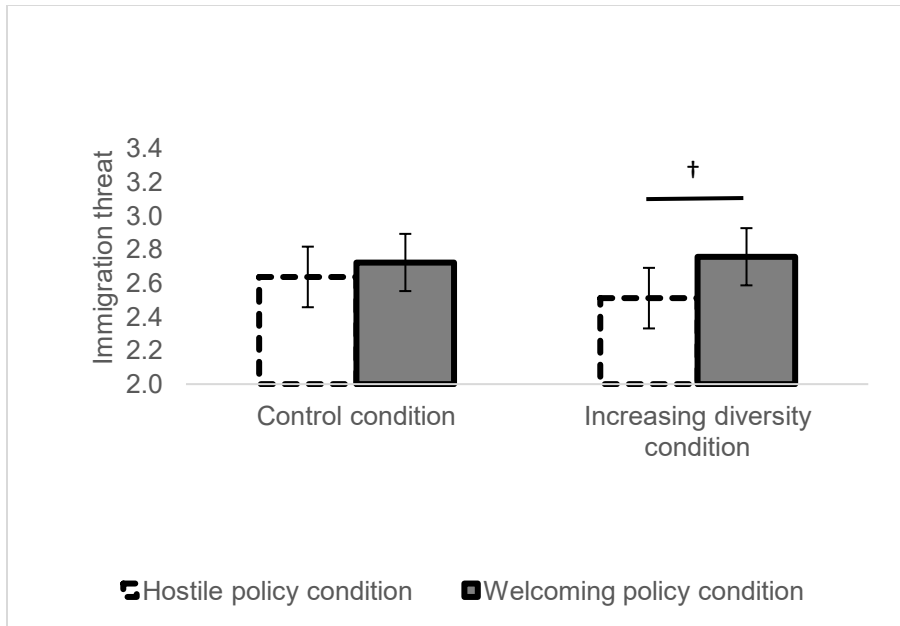 Immigration threat
3.4
3.2
3.0
2.8
2.6
2.4
2.2
2.0
†
Control condition
Increasing diversity
condition
Hostile policy condition
Welcoming policy condition